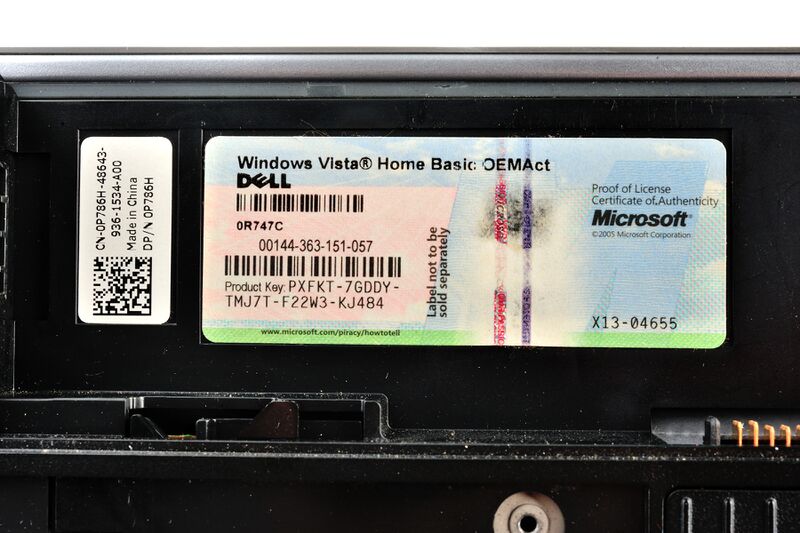 CN-0P786H-48643-
936-1534-A00
Made in China
DP/N 0P786H
Windows Vista® Home Basic OEMAct
DELL
0R747C
00144-363-151-057
Product Key: PXFKT-7GDDY-
TMJ7T-F22W3-KJ484
www.microsoft.com/piracy/howtotell
Label not to be
sold separately
Proof of License
Certificate of Authenticity
Microsoft®
©2005 Microsoft Corporation
X13-04655